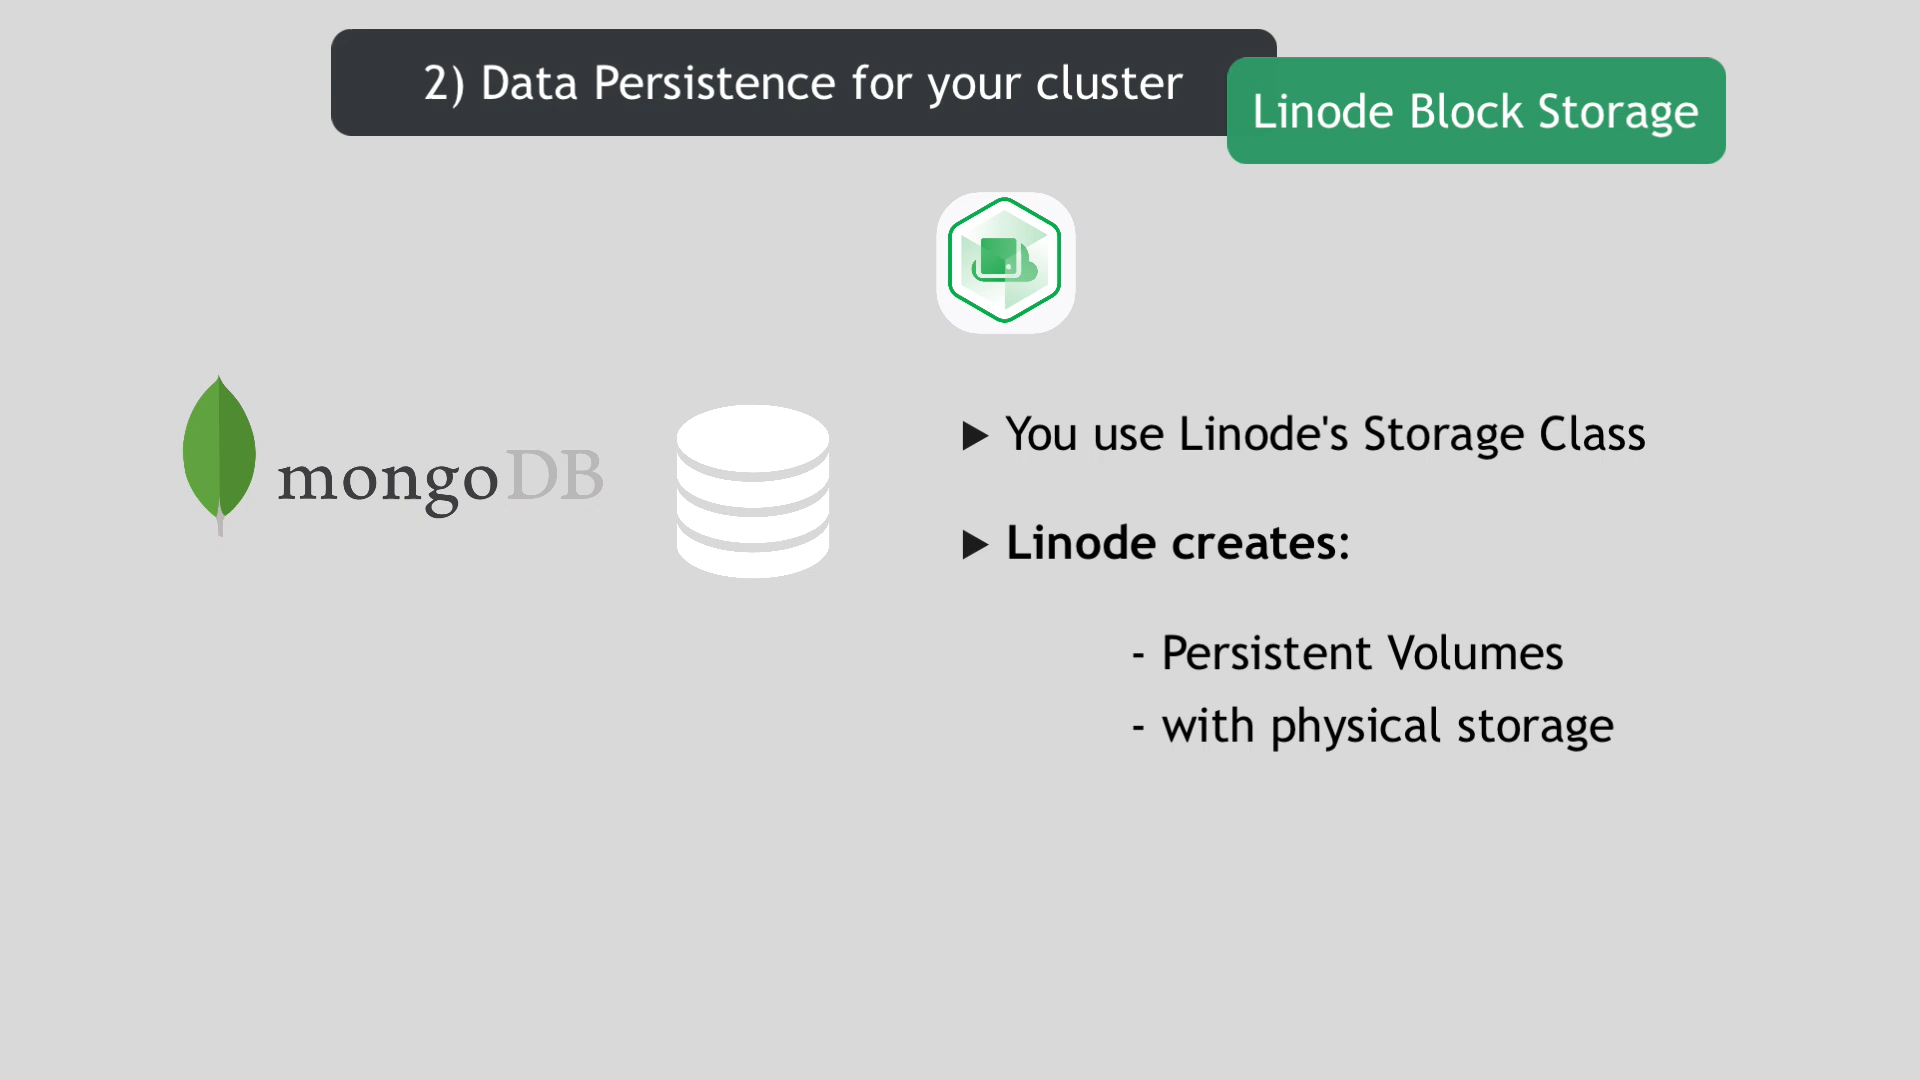 2) Data Persistence for your cluster
Linode Block Storage
mongoDB
▶ You use Linode's Storage Class
▶ Linode creates:
- Persistent Volumes
- with physical storage